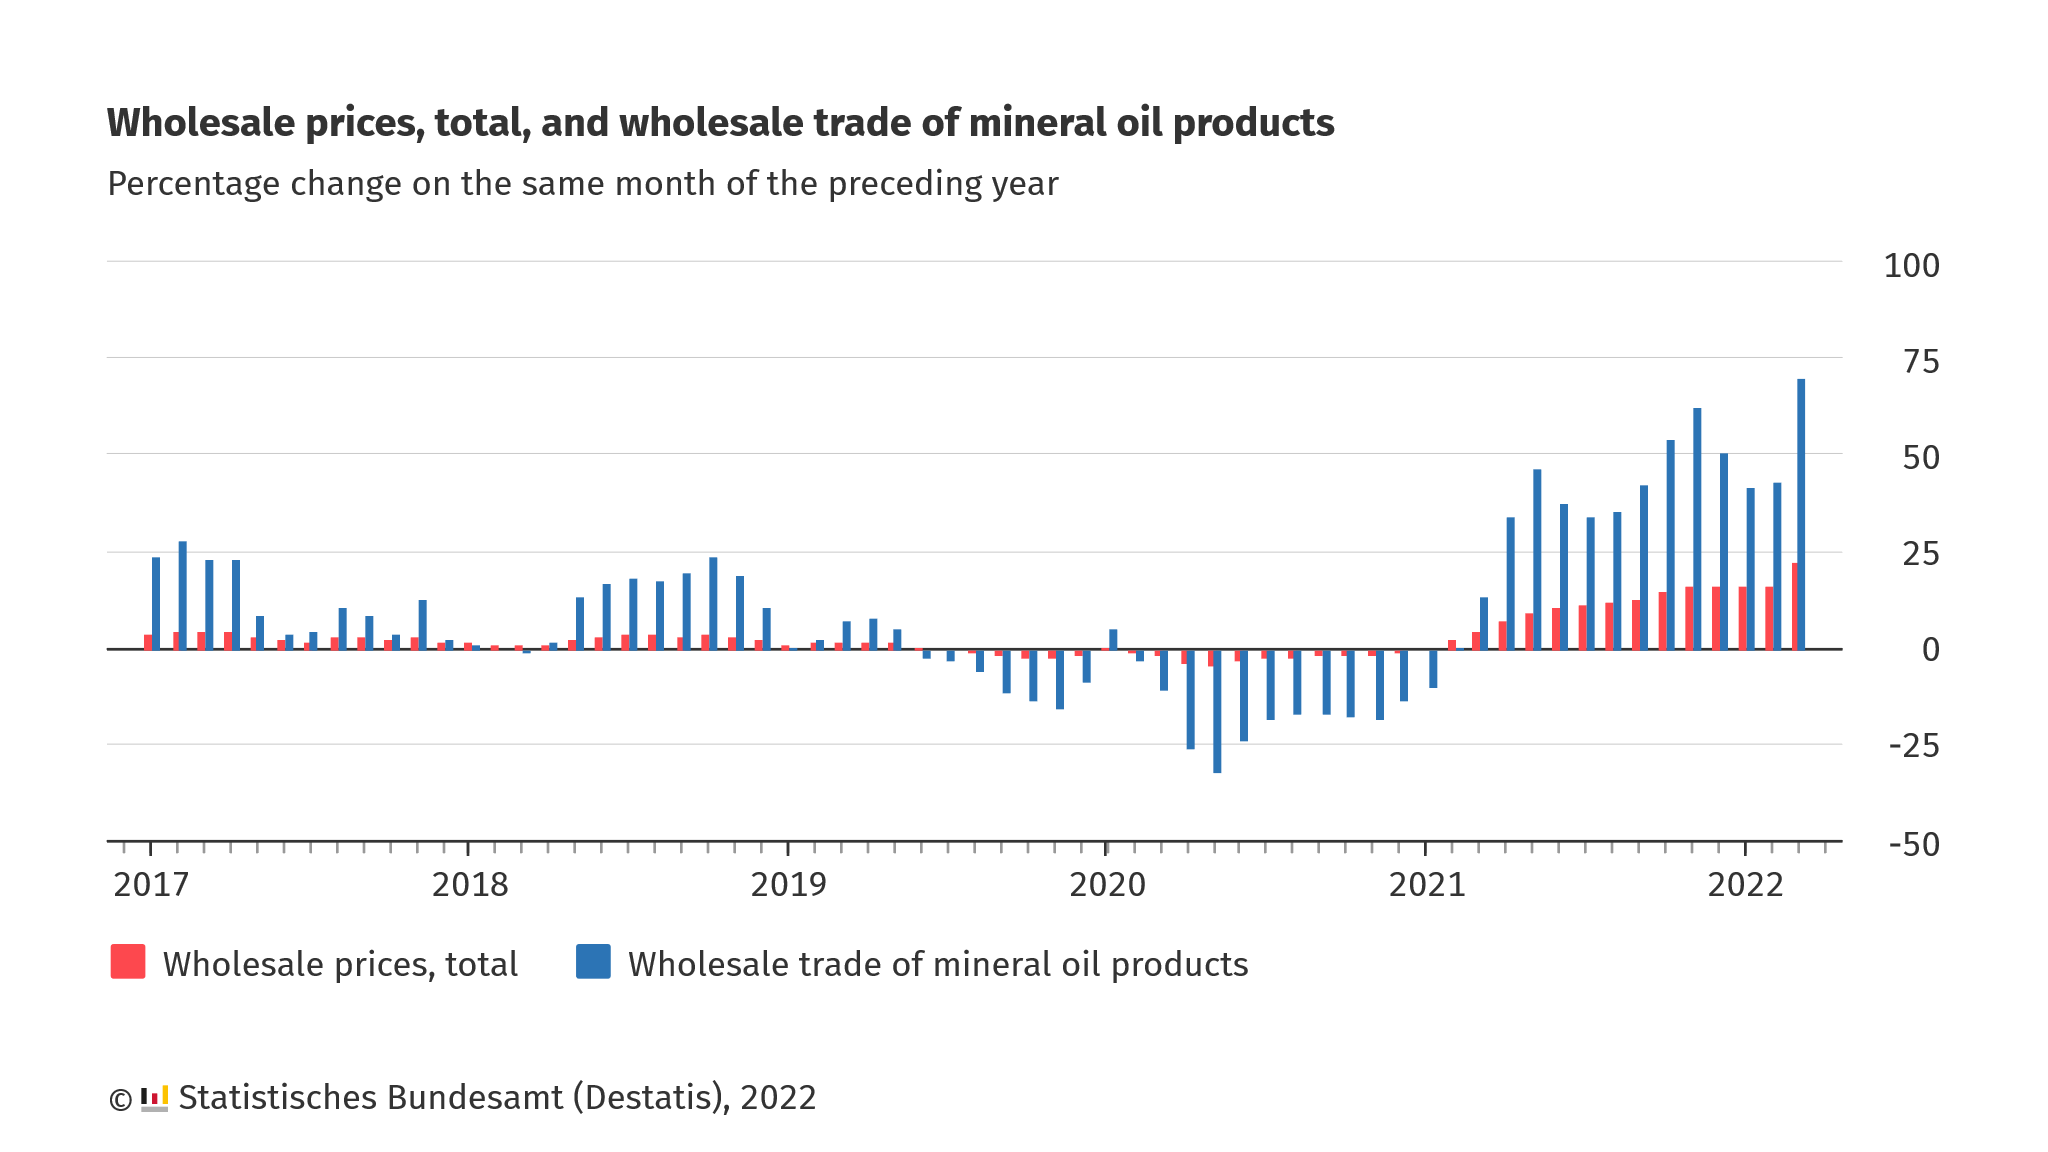 Wholesale prices, total, and wholesale trade of mineral oil products
Percentage change on the same month of the preceding year
100
75
50
25
0
-25
-50
2017 2018 2019 2020 2021 2022
Wholesale prices, total Wholesale trade of mineral oil products
© Statistisches Bundesamt (Destatis), 2022